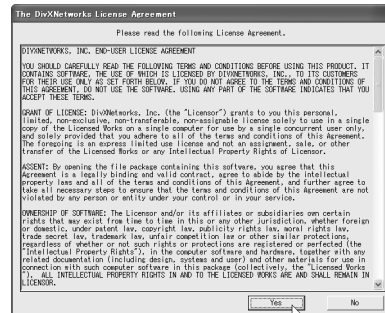 The DivXNetworks License Agreement
Please read the following License Agreement.
DIVXNETWORKS, INC. END-USER LICENSE AGREEMENT
YOU SHOULD CAREFULLY READ THE FOLLOWING TERMS AND CONDITIONS BEFORE USING THIS PRODUCT. IT
CONTAINS SOFTWARE, THE USE OF WHICH IS LICENSED BY DIVXNETWORKS, INC., TO ITS CUSTOMERS
FOR THEIR USE ONLY AS SET FORTH BELOW. IF YOU DO NOT AGREE TO THE TERMS AND CONDITIONS OF
THIS AGREEMENT, DO NOT USE THE SOFTWARE. USING ANY PART OF THE SOFTWARE INDICATES THAT YOU
ACCEPT THESE TERMS.
GRANT OF LICENSE: DivXNetworks, Inc. (the "Licensor") grants to you this personal,
limited, non-exclusive, non-transferable, non-assignable license solely to use in a single
copy of the Licensed Works on a single computer for use by a single concurrent user only,
and solely provided that you adhere to all of the terms and conditions of this Agreement.
The foregoing is an express limited use license and not an assignment, sale, or other
transfer of the Licensed Works or any Intellectual Property Rights of Licensor.
ASSENT: By opening the file package containing this software, you agree that this
Agreement is a legally binding and valid contract, agree to abide by the intellectual
property laws and all of the terms and conditions of this Agreement, and further agree to
take all necessary steps to ensure that the terms and conditions of this Agreement are not
violated by any person or entity under your control or in your service.
OWNERSHIP OF SOFTWARE: The Licensor and/or its affiliates or subsidiaries own certain
rights that may exist from time to time in this or any other jurisdiction, whether foreign
or domestic, under patent law, copyright law, publicity rights law, moral rights law,
trade secret law, trademark law, unfair competition law or other similar protections,
regardless of whether or not such rights or protections are registered or perfected (the
"Intellectual Property Rights"), in the computer software and hardware, together with any
related documentation (including design, systems and user) and other materials for use in
connection with such computer software in this package (collectively, the "Licensed Works
"). ALL INTELLECTUAL PROPERTY RIGHTS IN AND TO THE LICENSED WORKS ARE AND SHALL REMAIN IN
LICENSOR.
Yes No